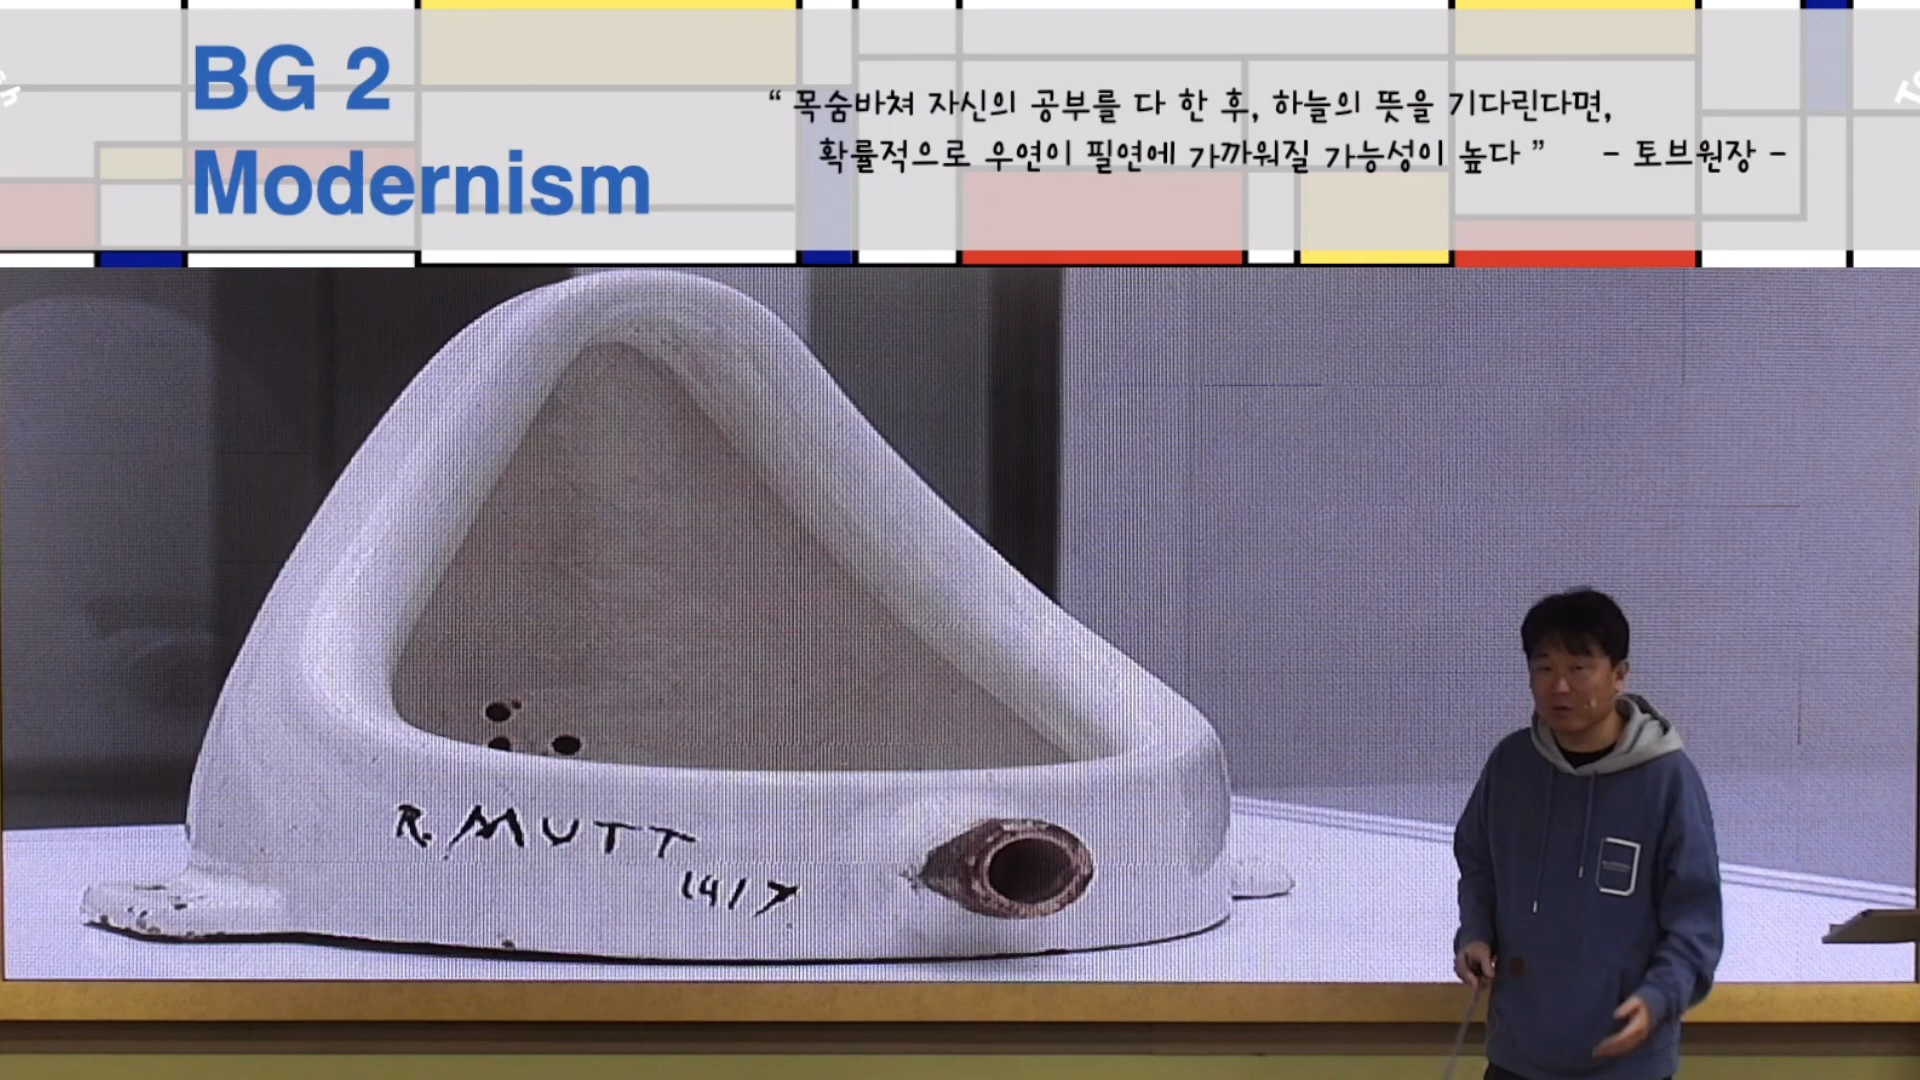 BG 2
Modernism
“ 목숨바쳐 자신의 공부를 다 한 후, 하늘의 뜻을 기다린다면,
확률적으로 우연이 필연에 가까워질 가능성이 높다 ” - 토브원장 -
R. MUTT
1917